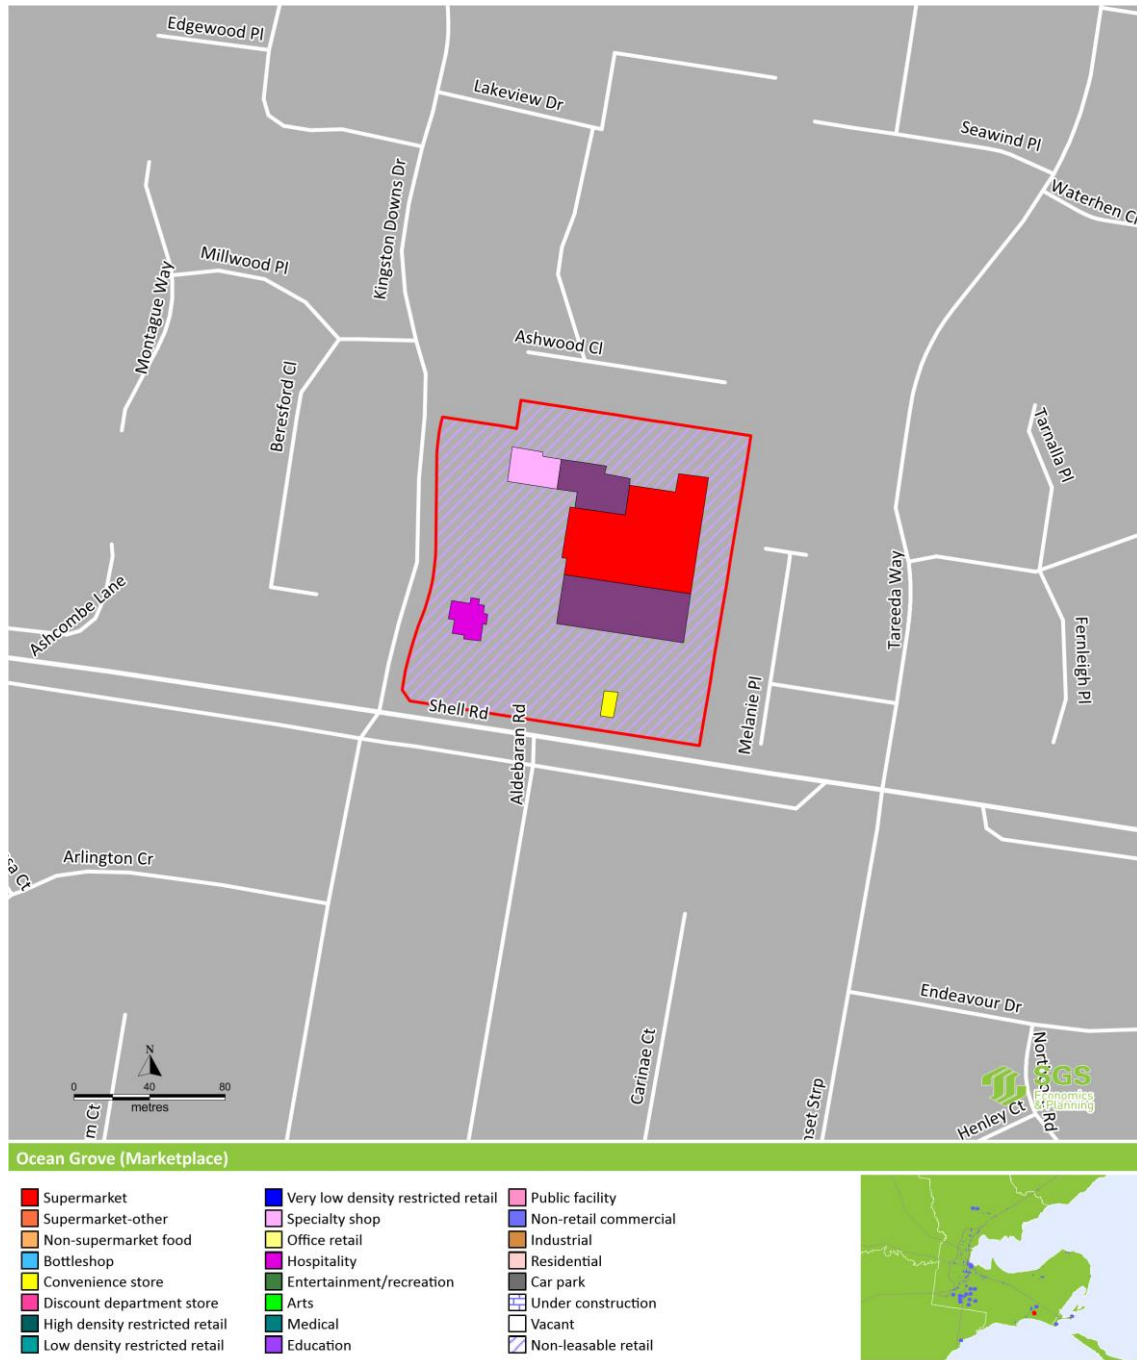 Edgewood Pl
Lakeview Dr
Seawind Pl
Waterhen
Kingston Downs Dr
Millwood Pl
Montague Way
Ashwood Cl
Beresford Cl
Tarnalla Pl
Ashcombe Lane
Tareeda Way
Fernleigh Pl
Melanie Pl
Shell Rd
Aldebaran Rd
Arlington Cr
Endeavour Dr
Carinae Ct
Henley Ct
Rd
Ct
Ct
Strp
N
0 40 80
metres
SGS
Economics
& Planning
Ocean Grove (Marketplace)
Supermarket
Supermarket-other
Non-supermarket food
Bottleshop
Convenience store
Discount department store
High density restricted retail
Low density restricted retail
Very low density restricted retail
Specialty shop
Office retail
Hospitality
Entertainment/recreation
Arts
Medical
Education
Public facility
Non-retail commercial
Industrial
Residential
Car park
Under construction
Vacant
Non-leasable retail